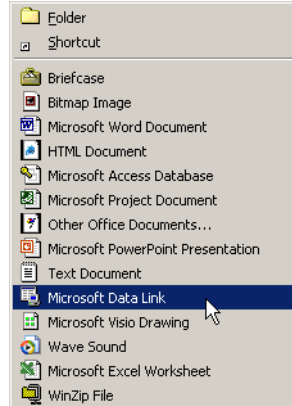 Folder
Shortcut
Briefcase
Bitmap Image
Microsoft Word Document
HTML Document
Microsoft Access Database
Microsoft Project Document
Other Office Documents...
Microsoft PowerPoint Presentation
Text Document
Microsoft Data Link
Microsoft Visio Drawing
Wave Sound
Microsoft Excel Worksheet
WinZip File